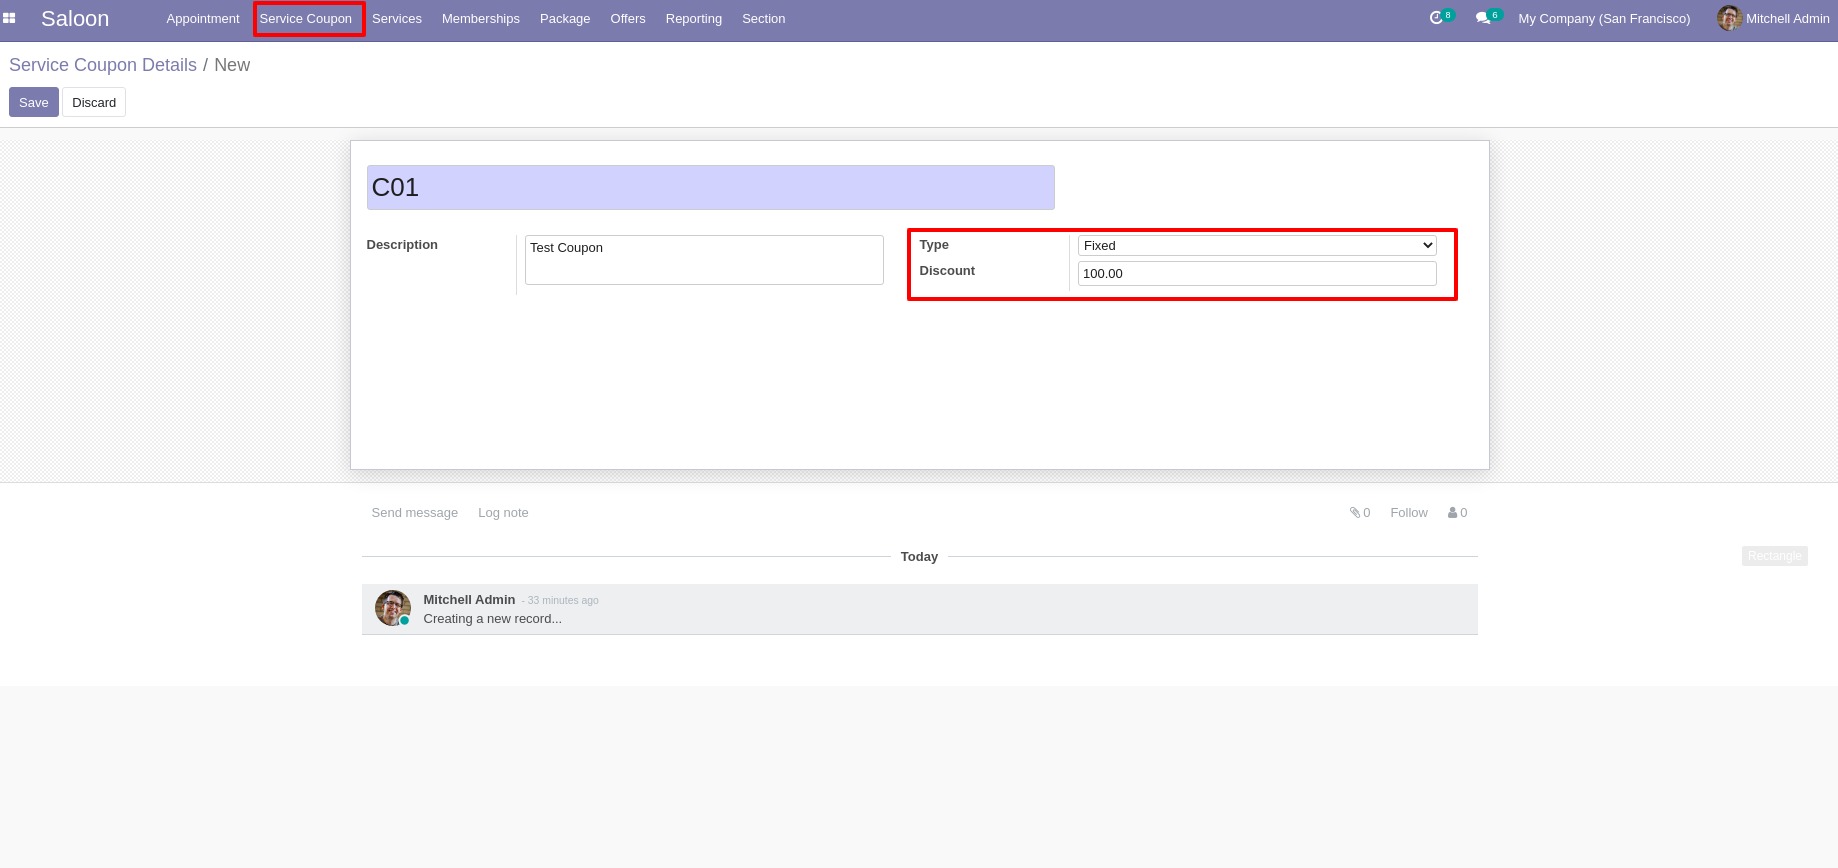 Saloon Appointment Service Coupon Services Memberships Package Offers Reporting Section 8 6 My Company (San Francisco) Mitchell Admin
Service Coupon Details / New
Save Discard
C01
Description Test Coupon Type Fixed
Discount 100.00
Send message Log note 0 Follow 0
Today
Rectangle
Mitchell Admin - 33 minutes ago
Creating a new record...